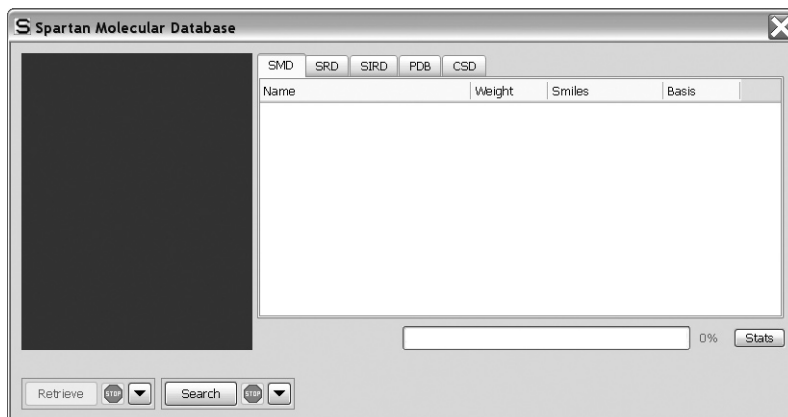 S Spartan Molecular Database
SMD SRD SIRD PDB CSD
Name Weight Smiles Basis
0% Stats
Retrieve STOP Search STOP